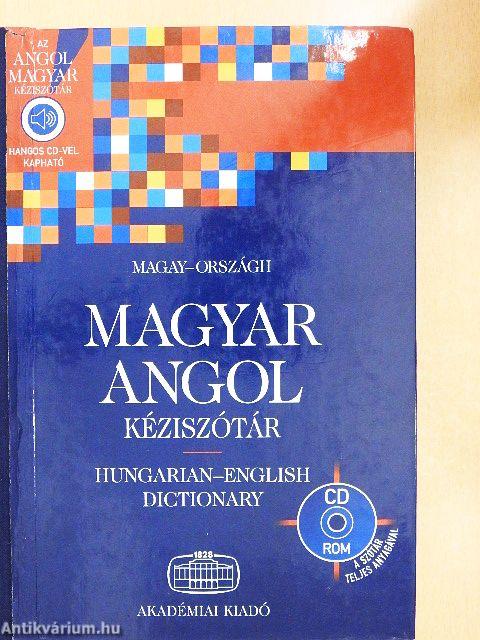 AZ
ANGOL
MAGYAR
KÉZISZÓTÁR
HANGOS CD-VEL
KAPHATÓ
MAGAY–ORSZÁGH
MAGYAR
ANGOL
KÉZISZÓTÁR
HUNGARIAN–ENGLISH
DICTIONARY
CD
ROM
A SZÓTÁR
TELJES ANYAGÁVAL
1828
AKADÉMIAI KIADÓ
Antikvárium.hu